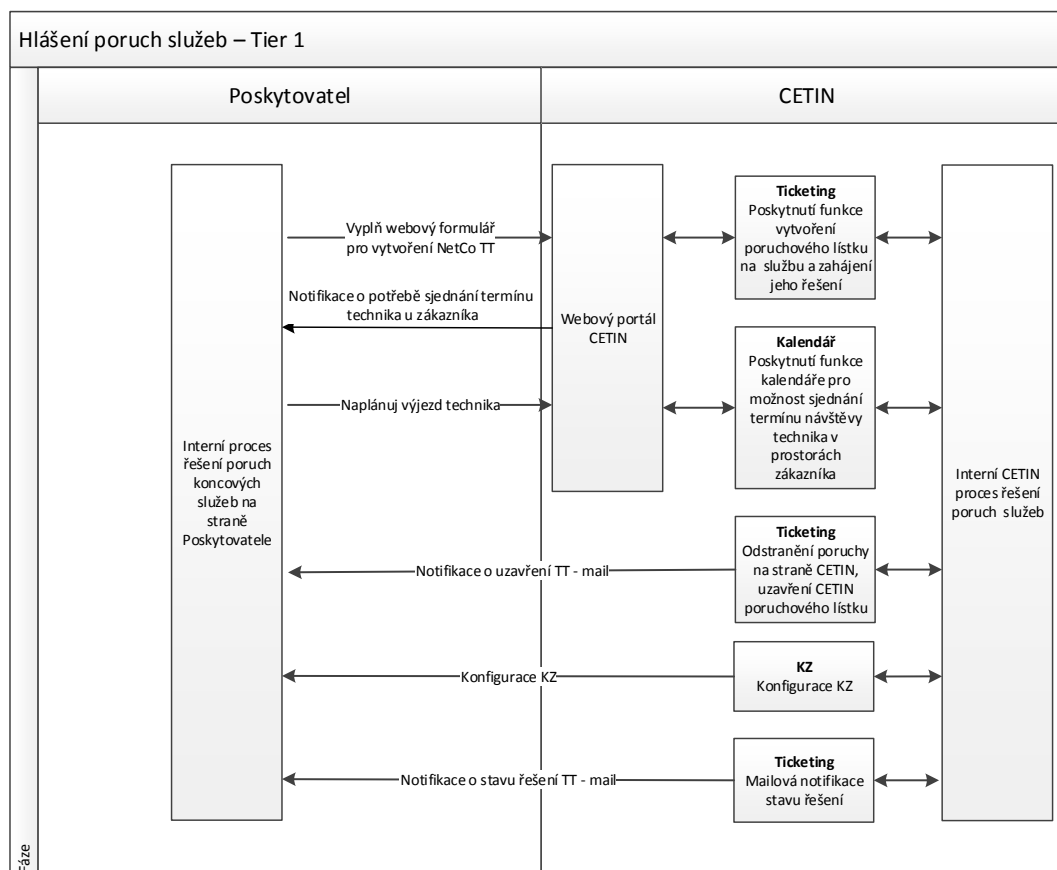 Hlášení poruch služeb – Tier 1
Poskytovatel
CETIN
Interní proces
řešení poruch
koncových
služeb na
straně
Poskytovatele
Vyplň webový formulář
pro vytvoření NetCo TT
Notifikace o potřebě sjednání termínu
technika u zákazníka
Naplánuj výjezd technika
Webový portál
CETIN
Ticketing
Poskytnutí funkce
vytvoření
poruchového lístku
na službu a zahájení
jeho řešení
Kalendář
Poskytnutí funkce
kalendáře pro
možnost sjednání
termínu návštěvy
technika v
prostorách
zákazníka
Interní CETIN
proces řešení
poruch služeb
Notifikace o uzavření TT - mail
Ticketing
Odstranění poruchy
na straně CETIN,
uzavření CETIN
poruchového lístku
Konfigurace KZ
KZ
Konfigurace KZ
Notifikace o stavu řešení TT - mail
Ticketing
Mailová notifikace
stavu řešení
Fáze